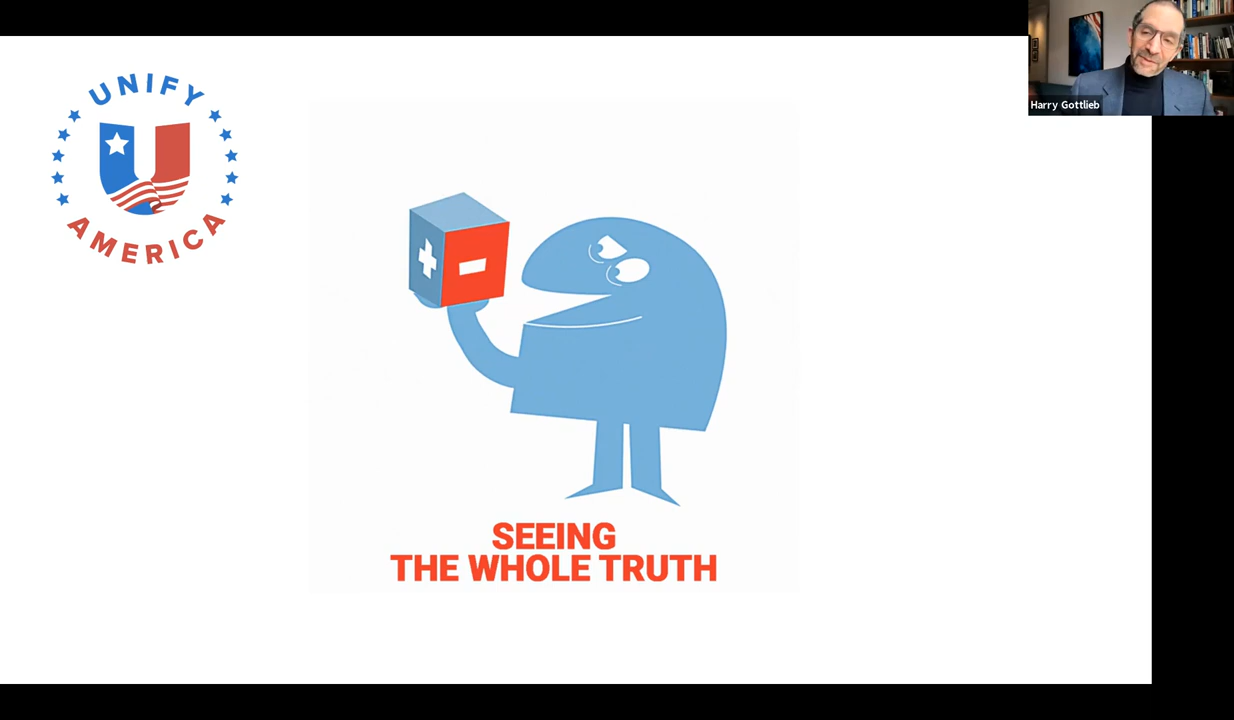 UNIFY
AMERICA
Harry Gottlieb
SEEING
THE WHOLE TRUTH